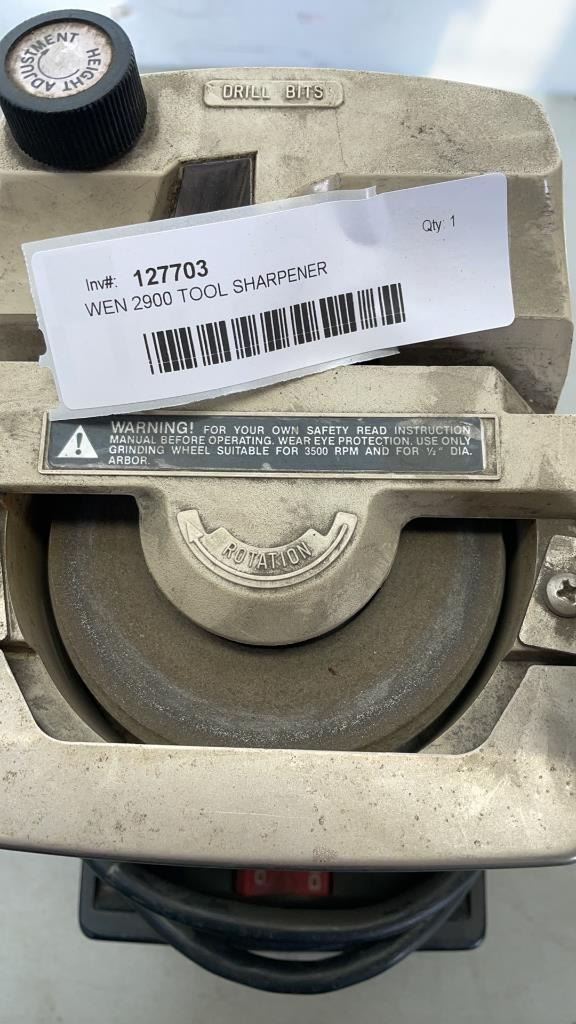 HEIGHT ADJUSTMENT
DRILL BITS
Qty: 1
Inv#: 127703
WEN 2900 TOOL SHARPENER
WARNING! FOR YOUR OWN SAFETY READ INSTRUCTION
MANUAL BEFORE OPERATING. WEAR EYE PROTECTION. USE ONLY
GRINDING WHEEL SUITABLE FOR 3500 RPM AND FOR ½" DIA.
ARBOR.
ROTATION